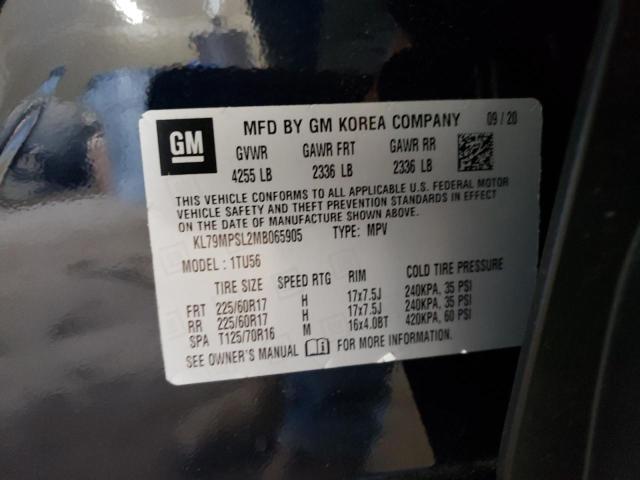 GM MFD BY GM KOREA COMPANY 09/20
GVWR GAWR FRT GAWR RR
4255 LB 2336 LB 2336 LB
THIS VEHICLE CONFORMS TO ALL APPLICABLE U.S. FEDERAL MOTOR
VEHICLE SAFETY AND THEFT PREVENTION STANDARDS IN EFFECT ON THE
DATE OF MANUFACTURE SHOWN ABOVE.
KL79MPSL2MB065905 TYPE: MPV
MODEL: 1TU56
TIRE SIZE SPEED RTG RIM COLD TIRE PRESSURE
FRT 225/60R17 H 17x7.5J 240KPA, 35 PSI
RR 225/60R17 H 17x7.5J 240KPA, 35 PSI
SPA T125/70R16 M 16x4.0BT 420KPA, 60 PSI
SEE OWNER'S MANUAL FOR MORE INFORMATION.